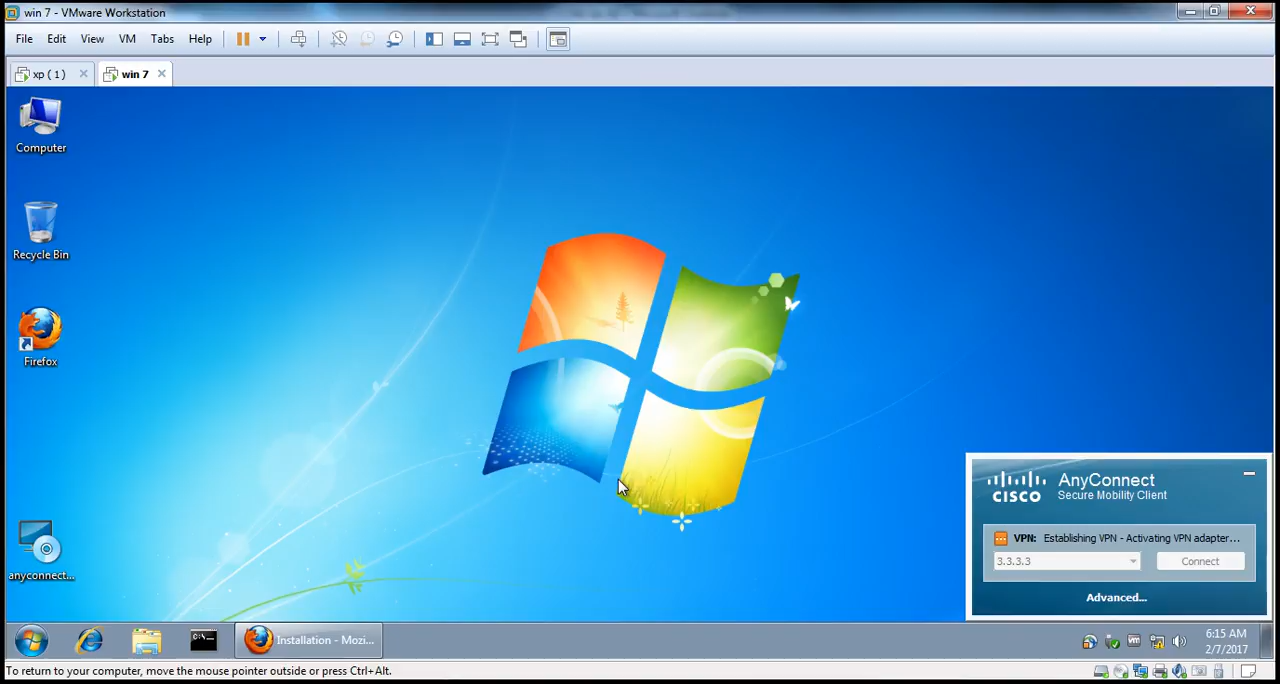 win 7 - VMware Workstation
File Edit View VM Tabs Help
xp ( 1 ) win 7
Computer
Recycle Bin
Firefox
anyconnect...
CISCO
AnyConnect
Secure Mobility Client
VPN: Establishing VPN - Activating VPN adapter...
3.3.3.3 Connect
Advanced...
C:\
Installation - Mozi...
6:15 AM
2/7/2017
To return to your computer, move the mouse pointer outside or press Ctrl+Alt.